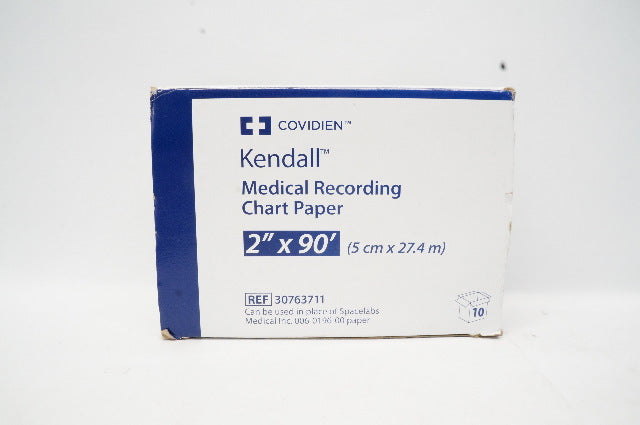 COVIDIEN™
Kendall™
Medical Recording
Chart Paper
2" x 90' (5 cm x 27.4 m)
REF 30763711
Can be used in place of Spacelabs
Medical Inc. 006-0196-00 paper
10